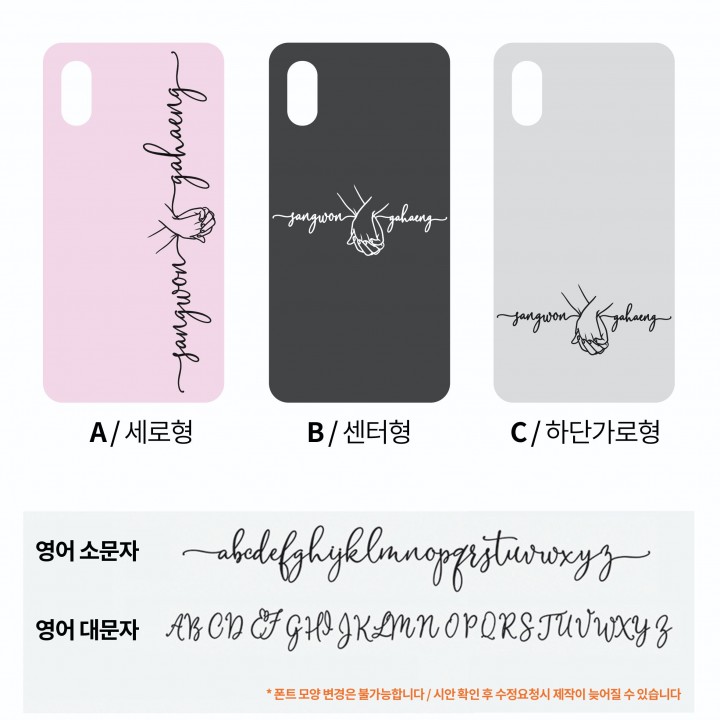 sangwon gahaeng
sangwon gahaeng
sangwon gahaeng
A / 세로형
B / 센터형
C / 하단가로형
영어 소문자 abcdefghijklmnopqrstuvwxyz
영어 대문자 ABCDEFGHIJKLMNOPQRSTUVWXYZ
* 폰트 모양 변경은 불가능합니다 / 시안 확인 후 수정요청시 제작이 늦어질 수 있습니다